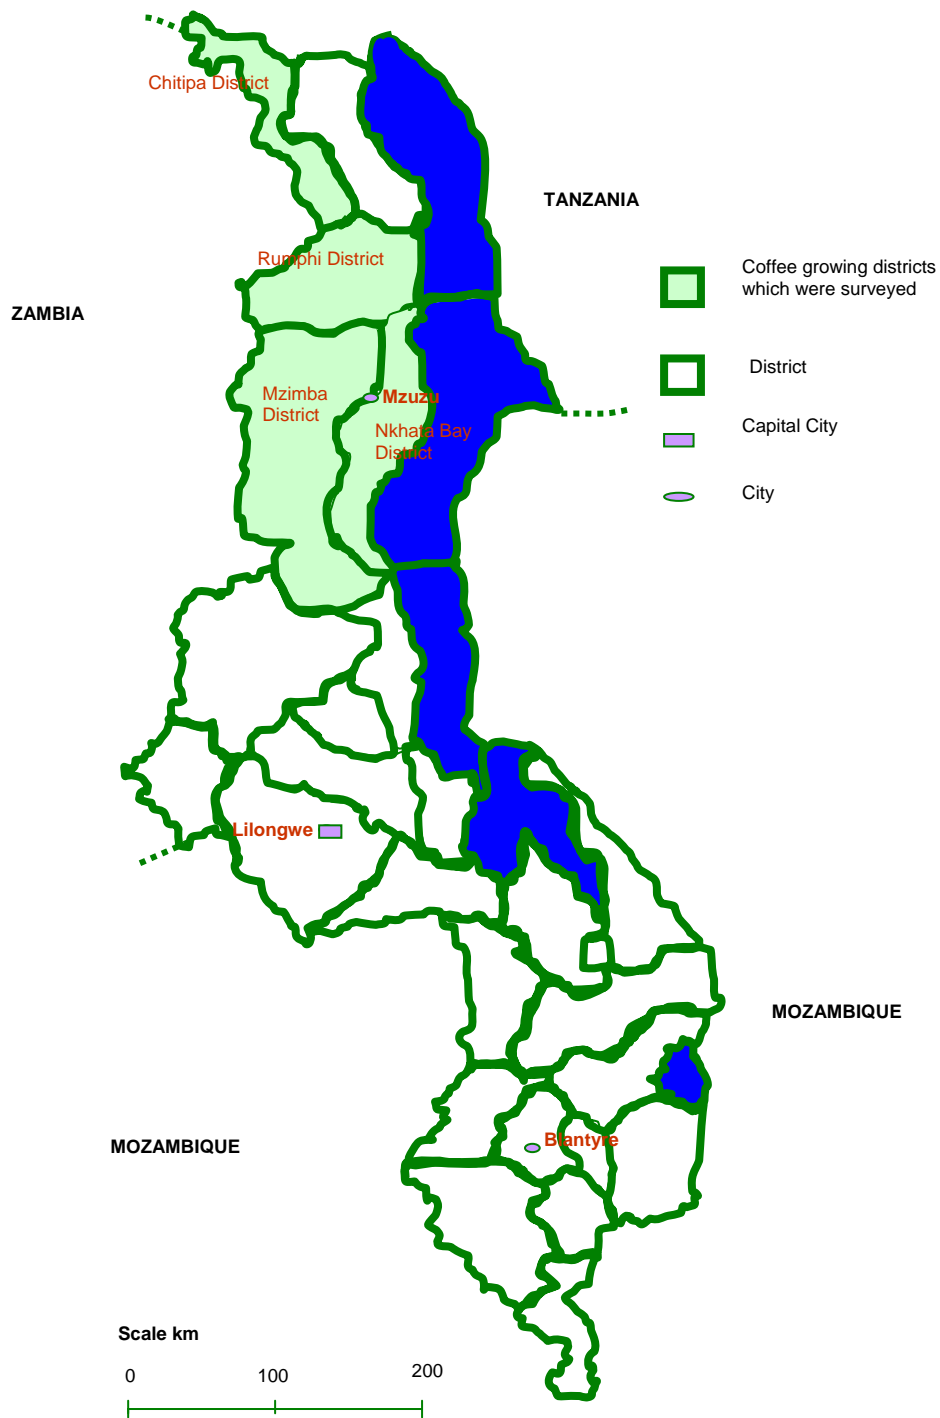 Chitipa District
TANZANIA
Rumphi District
ZAMBIA
Mzimba
District
Mzuzu
Nkhata Bay
District
Coffee growing districts
which were surveyed
District
Capital City
City
Lilongwe
MOZAMBIQUE
MOZAMBIQUE
Blantyre
Scale km
0 100 200